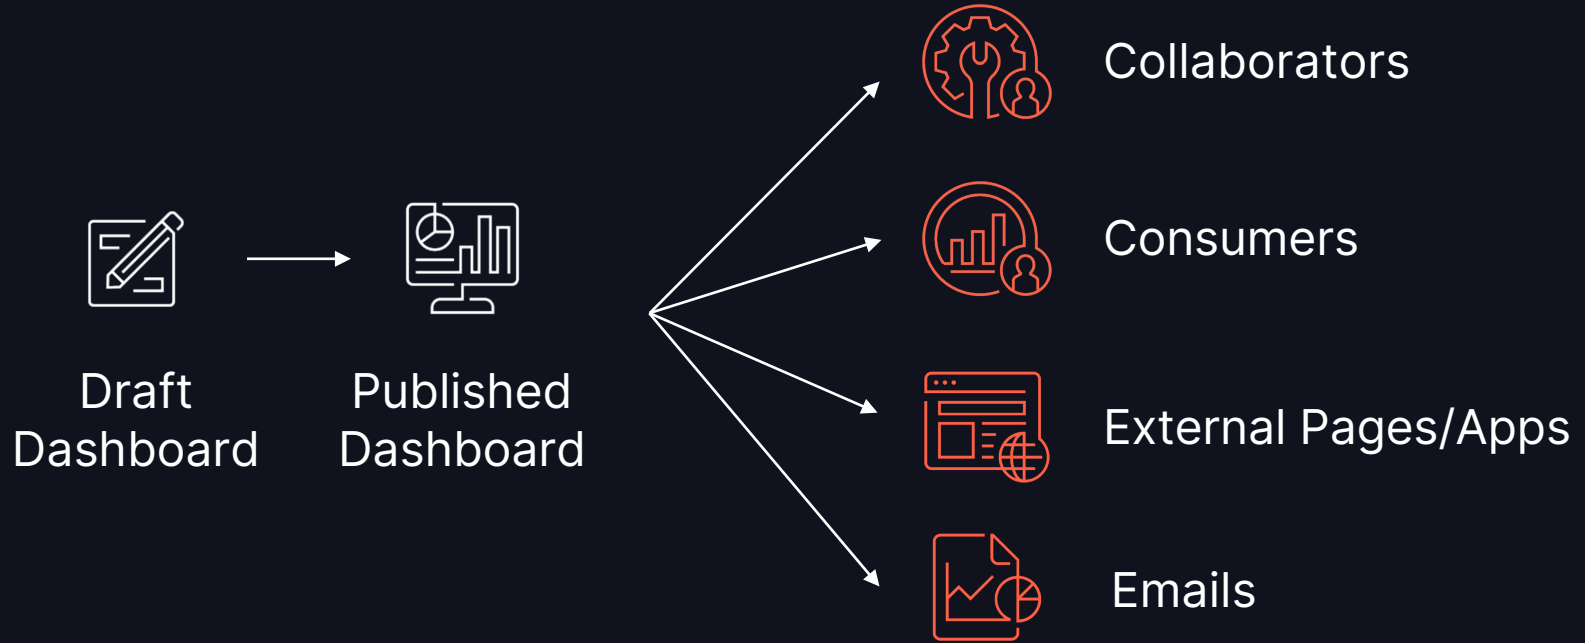 Draft
Dashboard
Published
Dashboard
Collaborators
Consumers
External Pages/Apps
Emails